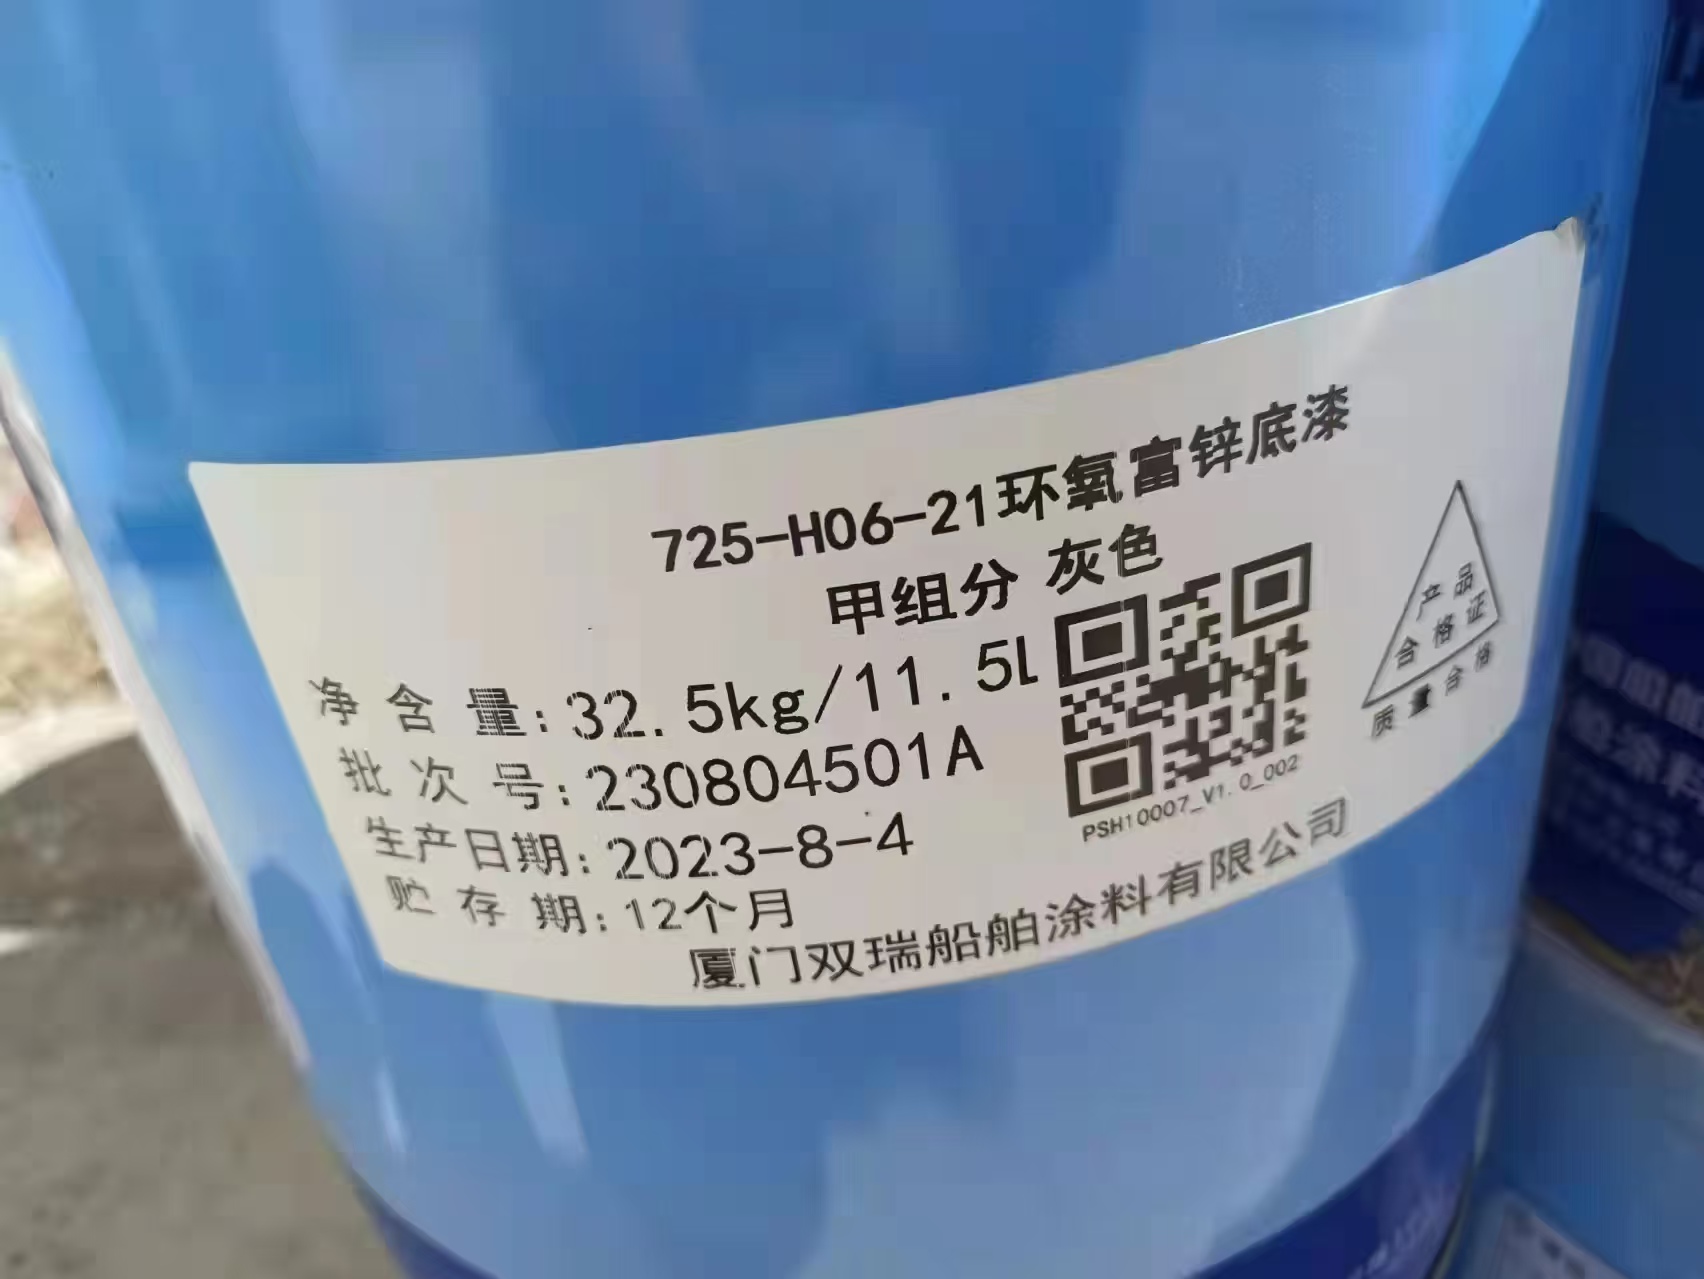 725-H06-21环氧富锌底漆
甲组分 灰色
净含量:32.5kg/11.5l
批次号:230804501A
生产日期:2023-8-4
贮存期:12个月
PSH10007_V1.0_002
产品
合格证
质量合格
厦门双瑞船舶涂料有限公司